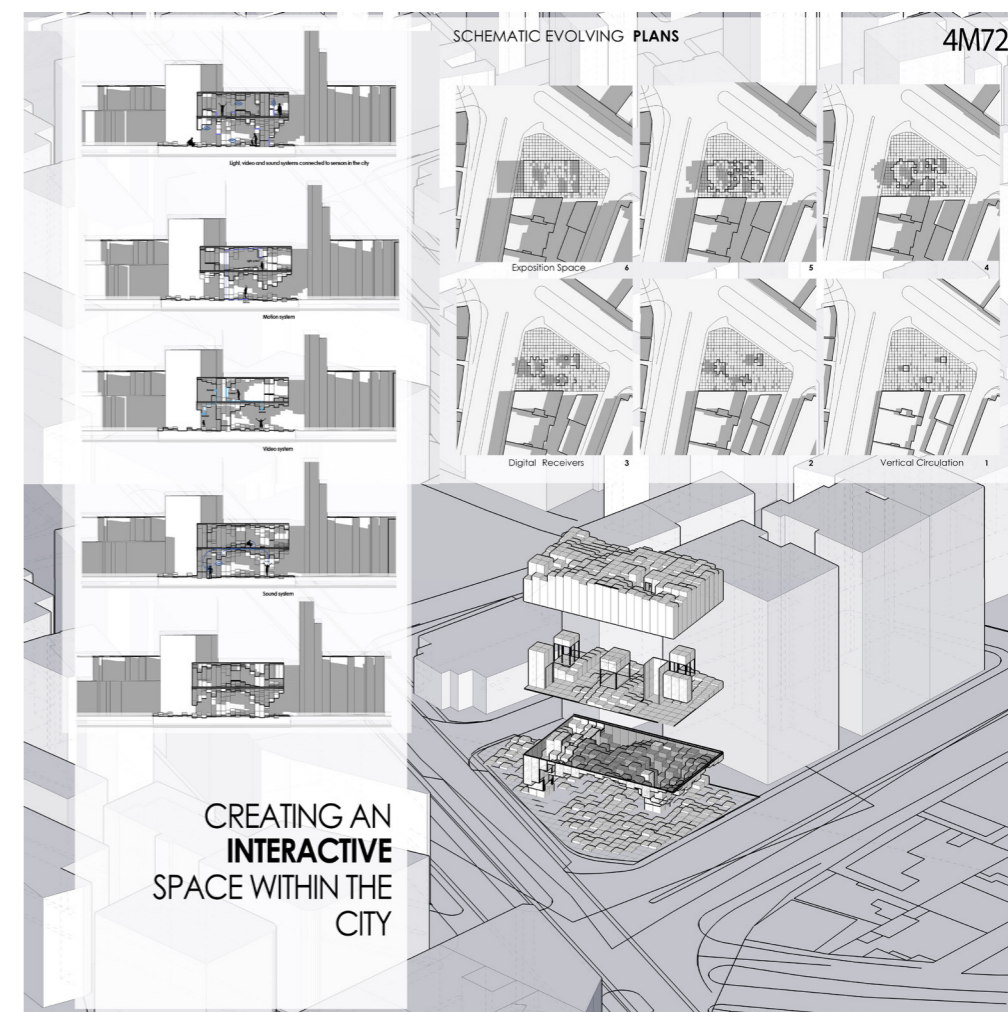 SCHEMATIC EVOLVING PLANS
4M72
Light, video and sound systems connected to sensors in the city
Motion system
Video system
Sound system
Exposition Space 6
5
4
Digital Receivers 3
2
Vertical Circulation 1
CREATING AN
INTERACTIVE
SPACE WITHIN THE
CITY